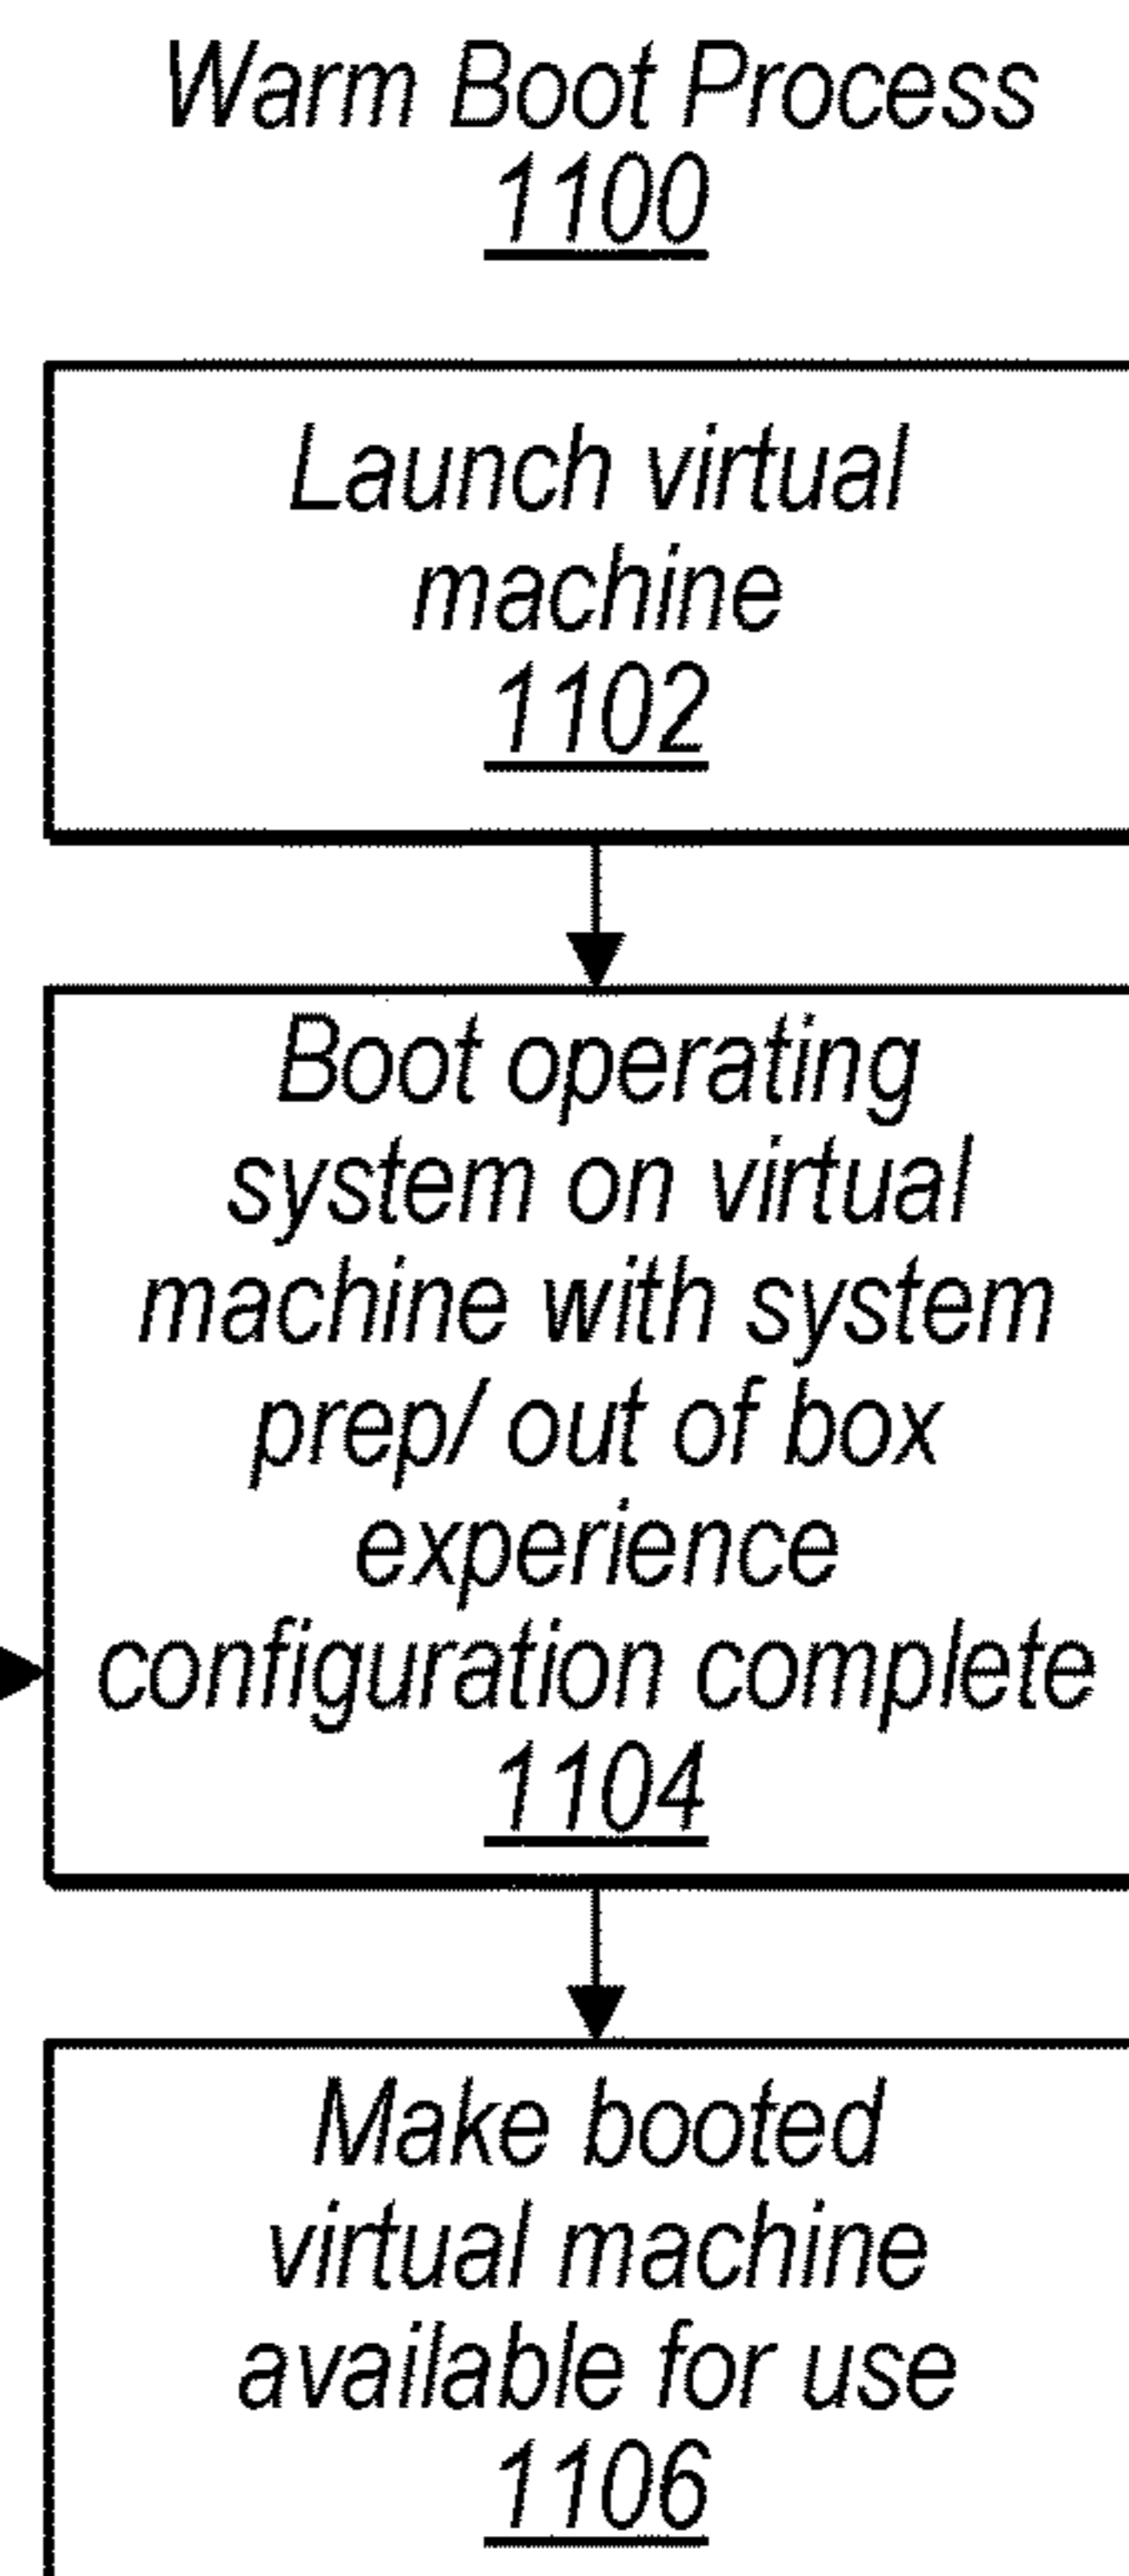 Warm Boot Process
1100
Launch virtual
machine
1102
Boot operating
system on virtual
machine with system
prep/ out of box
experience
configuration complete
1104
Make booted
virtual machine
available for use
1106